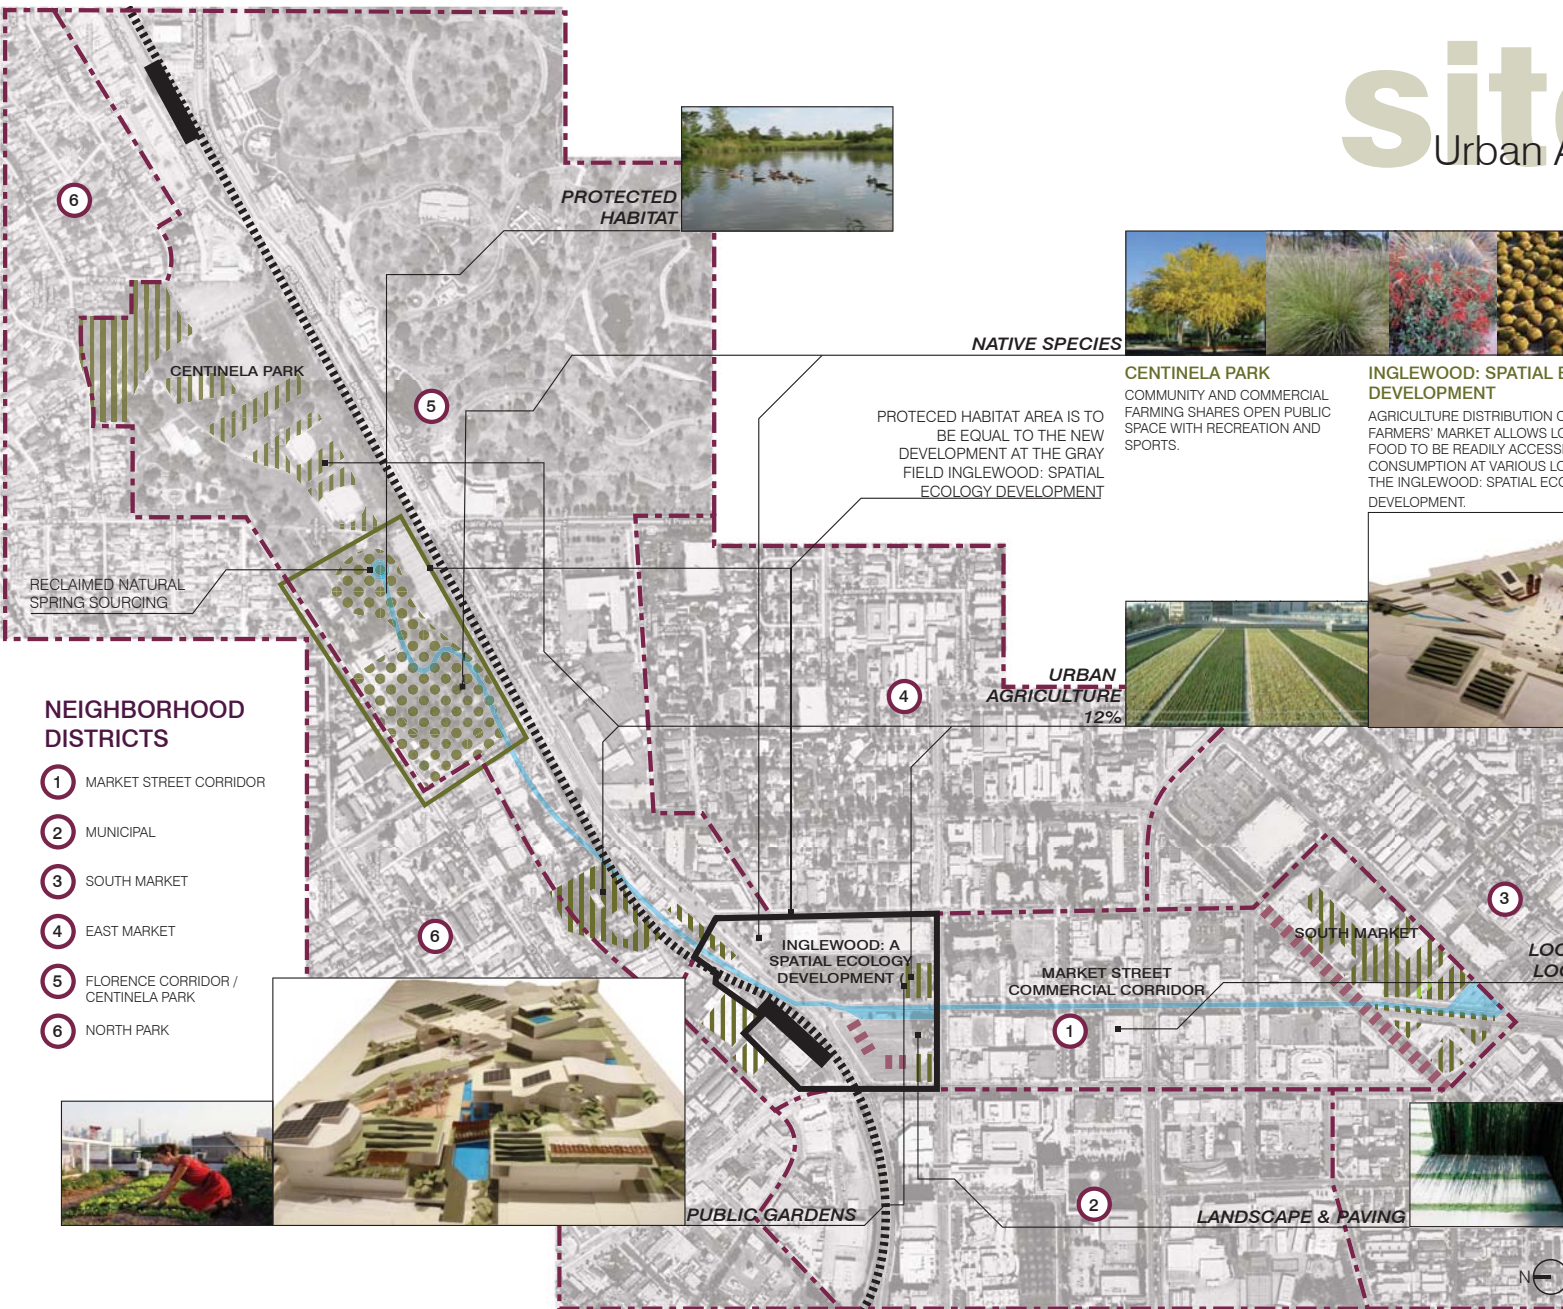 site
Urban A
PROTECTED
HABITAT
6
NATIVE SPECIES
CENTINELA PARK
COMMUNITY AND COMMERCIAL
FARMING SHARES OPEN PUBLIC
SPACE WITH RECREATION AND
SPORTS.
INGLEWOOD: SPATIAL E
DEVELOPMENT
AGRICULTURE DISTRIBUTION
FARMERS' MARKET ALLOWS
FOOD TO BE READILY
CONSUMPTION AT VARIOUS
THE INGLEWOOD: SPATIAL
DEVELOPMENT.
CENTINELA PARK
5
PROTECED HABITAT AREA IS TO
BE EQUAL TO THE NEW
DEVELOPMENT AT THE GRAY
FIELD INGLEWOOD: SPATIAL
ECOLOGY DEVELOPMENT
RECLAIMED NATURAL
SPRING SOURCING
URBAN
AGRICULTURE
12%
4
NEIGHBORHOOD
DISTRICTS
1 MARKET STREET CORRIDOR
2 MUNICIPAL
3 SOUTH MARKET
4 EAST MARKET
5 FLORENCE CORRIDOR /
CENTINELA PARK
6 NORTH PARK
6
3
INGLEWOOD: A
SPATIAL ECOLOGY
DEVELOPMENT (
MARKET STREET
COMMERCIAL CORRIDOR
1
SOUTH MARKET
LOC
LOC
2
PUBLIC GARDENS
LANDSCAPE & PAVING
N